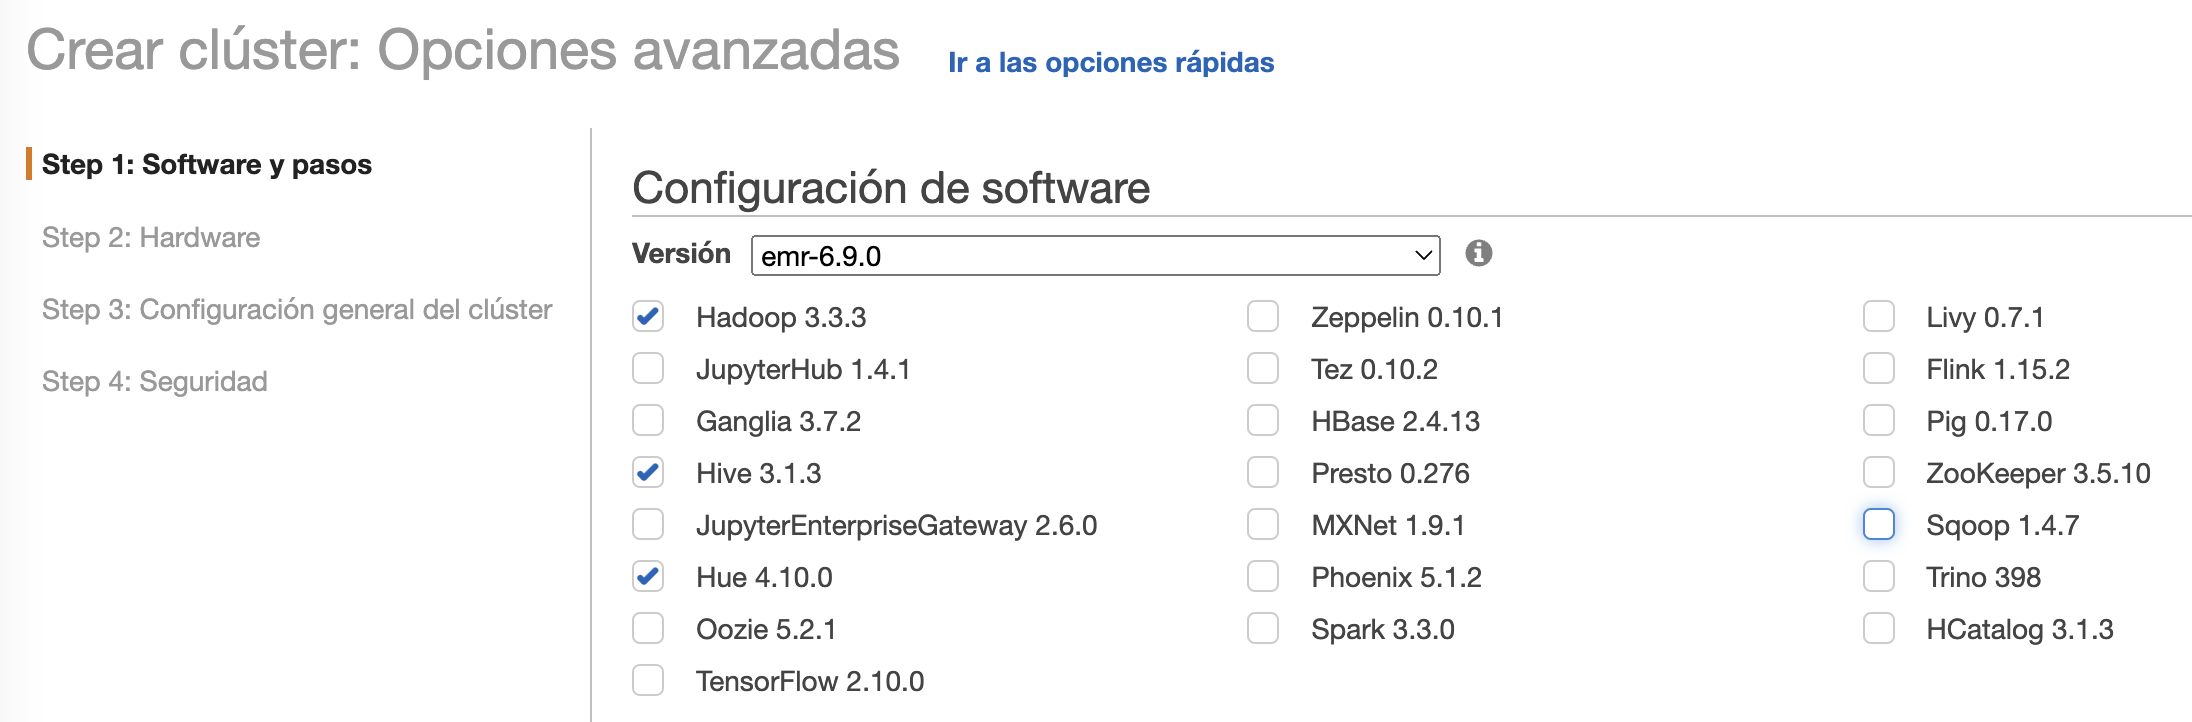 Crear clúster: Opciones avanzadas Ir a las opciones rápidas
Step 1: Software y pasos
Step 2: Hardware
Step 3: Configuración general del clúster
Step 4: Seguridad
Configuración de software
Versión emr-6.9.0
Hadoop 3.3.3 Zeppelin 0.10.1 Livy 0.7.1
JupyterHub 1.4.1 Tez 0.10.2 Flink 1.15.2
Ganglia 3.7.2 HBase 2.4.13 Pig 0.17.0
Hive 3.1.3 Presto 0.276 ZooKeeper 3.5.10
JupyterEnterpriseGateway 2.6.0 MXNet 1.9.1 Sqoop 1.4.7
Hue 4.10.0 Phoenix 5.1.2 Trino 398
Oozie 5.2.1 Spark 3.3.0 HCatalog 3.1.3
TensorFlow 2.10.0